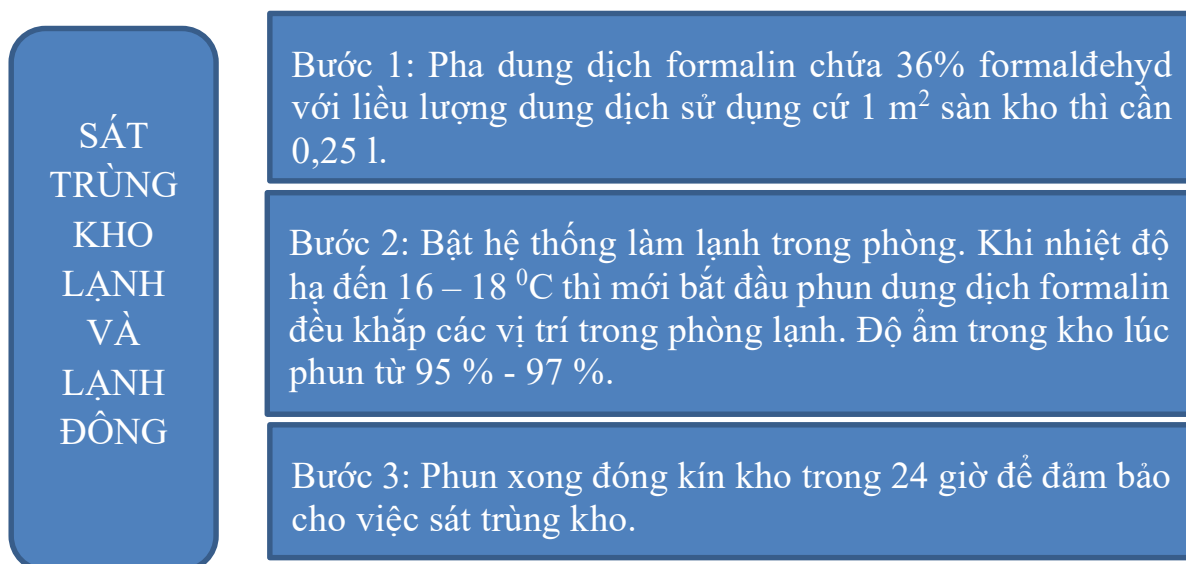 SÁT
TRÙNG
KHO
LẠNH
VÀ
LẠNH
ĐÔNG
Bước 1: Pha dung dịch formalin chứa 36% formalđehyd
với liều lượng dung dịch sử dụng cứ 1 m² sàn kho thì cần
0,25 l.
Bước 2: Bật hệ thống làm lạnh trong phòng. Khi nhiệt độ
hạ đến 16 – 18 ⁰C thì mới bắt đầu phun dung dịch formalin
đều khắp các vị trí trong phòng lạnh. Độ ẩm trong kho lúc
phun từ 95 % - 97 %.
Bước 3: Phun xong đóng kín kho trong 24 giờ để đảm bảo
cho việc sát trùng kho.